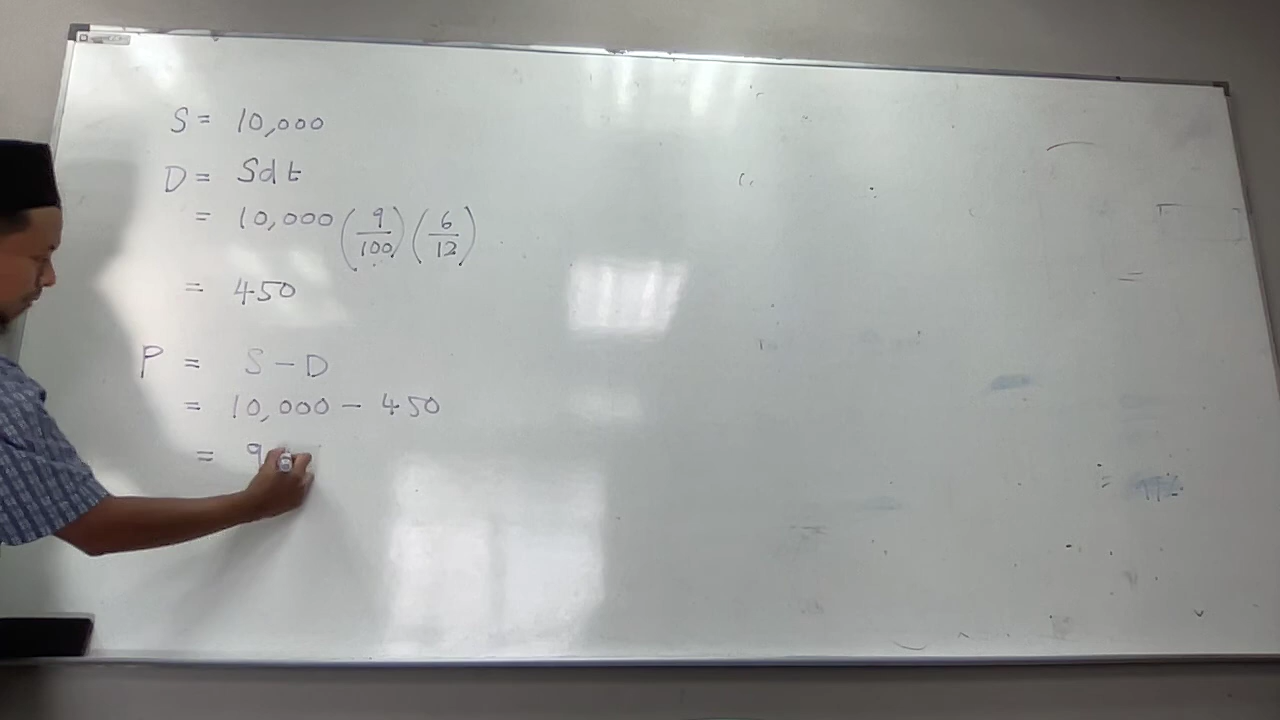 S = 10,000
D = Sdt
= 10,000 (9/100) (6/12)
= 450
P = S - D
= 10,000 - 450
= 9